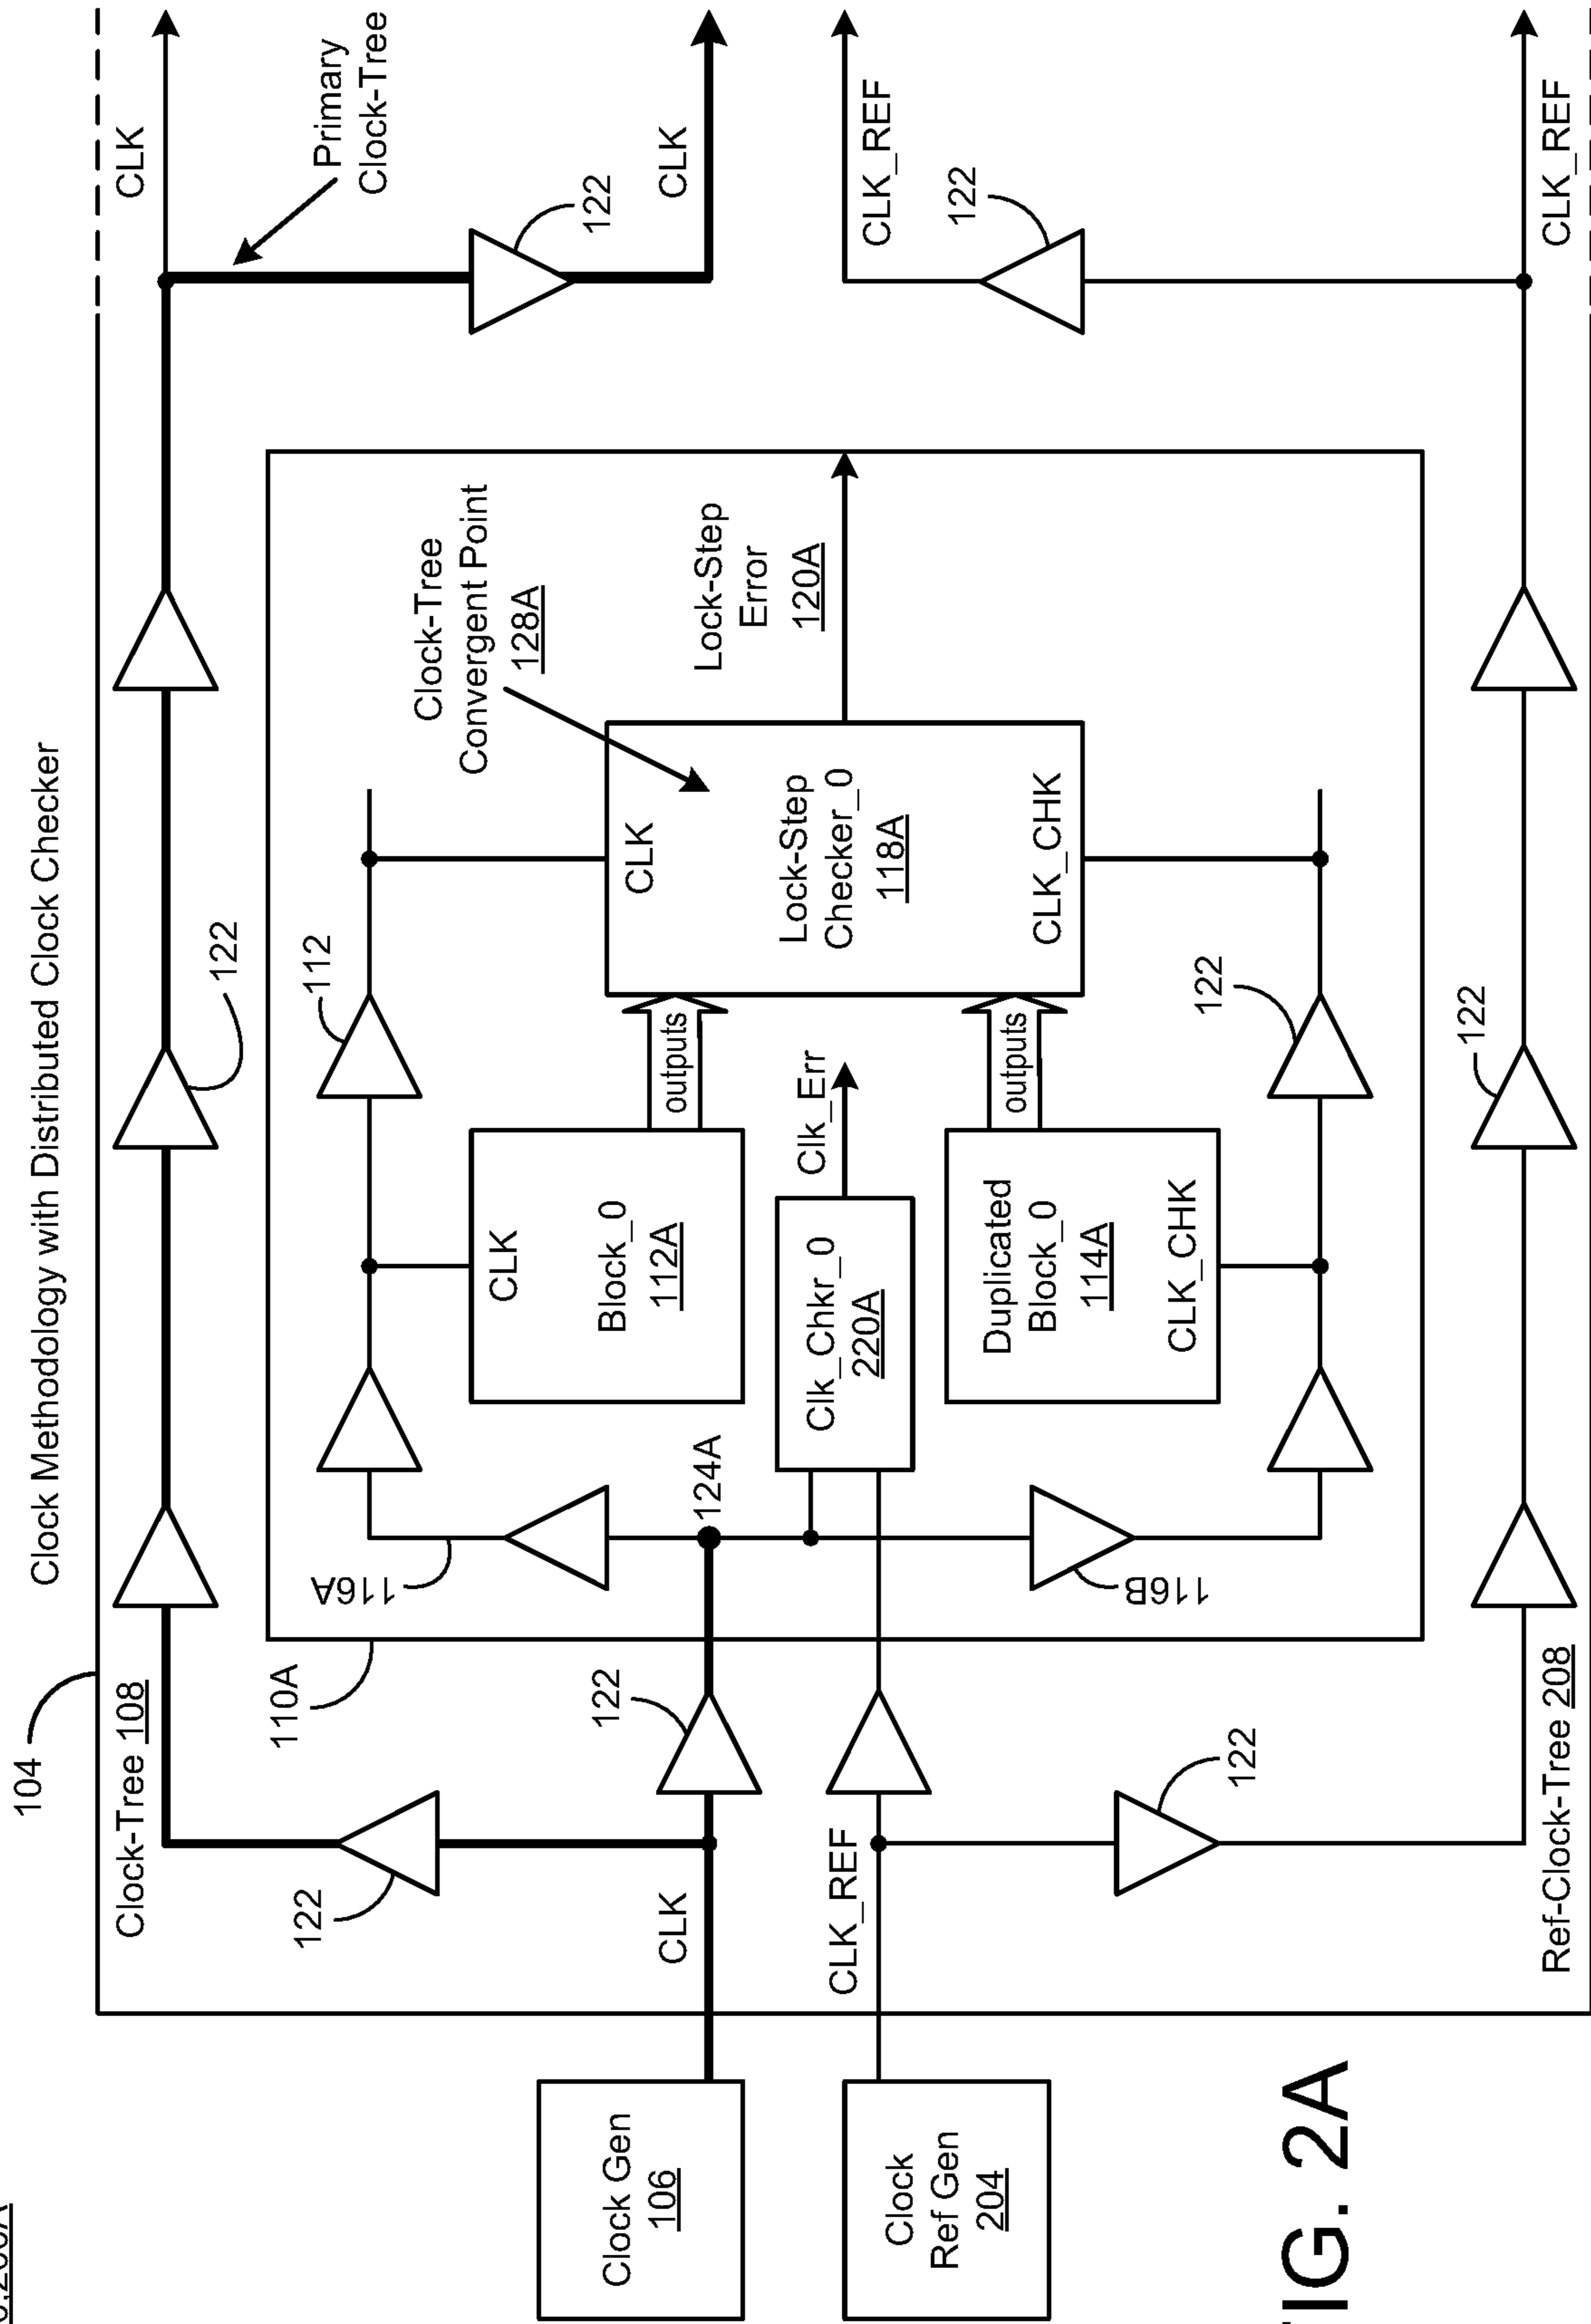 Clock Methodology with Distributed Clock Checker
104
Clock-Tree 108
CLK
Primary
Clock-Tree
122
122
110A
116A
112
CLK
Block_0
112A
outputs
Clock-Tree
Convergent Point
128A
CLK
Lock-Step
Checker_0
118A
CLK_CHK
Lock-Step
Error
120A
122
CLK
Clock Gen
106
CLK
122
124A
Clk_Chkr_0
220A
Clk_Err
Clock
Ref Gen
204
CLK_REF
CLK_REF
Duplicated
Block_0
114A
CLK_CHK
outputs
116B
122
122
122
122
Ref-Clock-Tree 208
CLK_REF
FIG. 2A